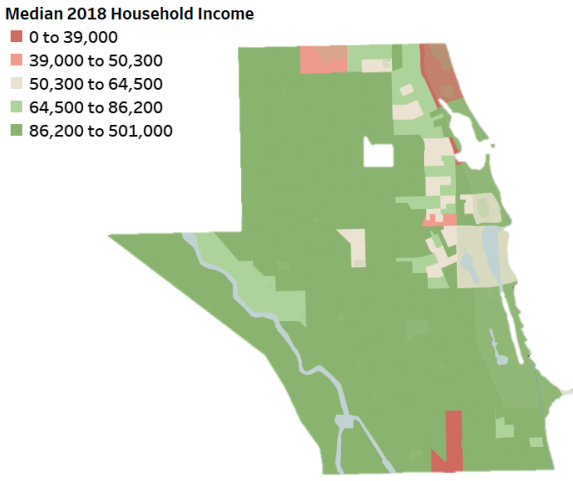 Median 2018 Household Income
0 to 39,000
39,000 to 50,300
50,300 to 64,500
64,500 to 86,200
86,200 to 501,000